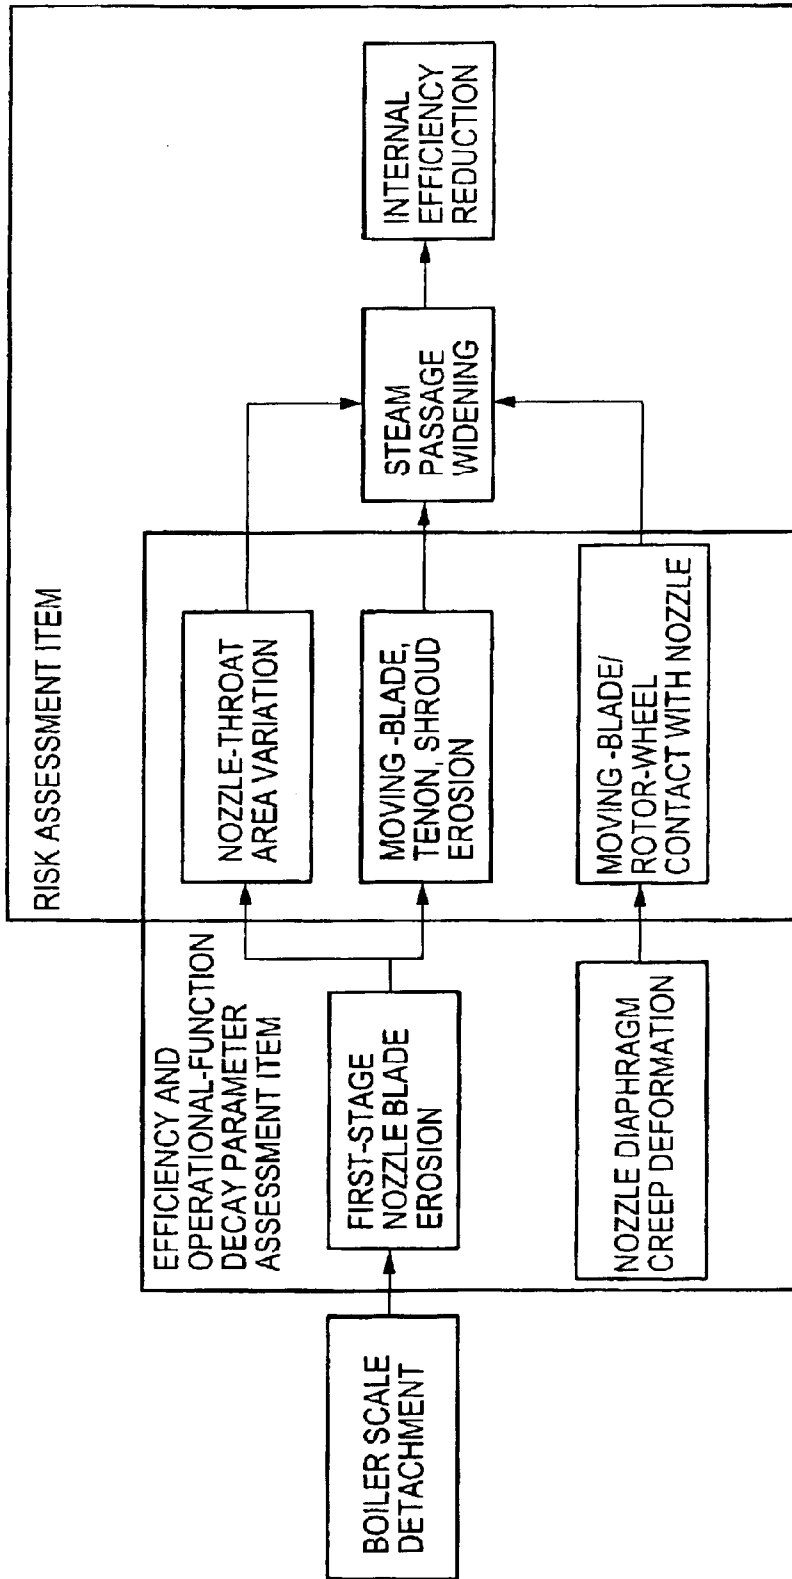 RISK ASSESSMENT ITEM
EFFICIENCY AND
OPERATIONAL-FUNCTION
DECAY PARAMETER
ASSESSMENT ITEM
BOILER SCALE
DETACHMENT
FIRST-STAGE
NOZZLE BLADE
EROSION
NOZZLE-THROAT
AREA VARIATION
MOVING -BLADE,
TENON, SHROUD
EROSION
STEAM
PASSAGE
WIDENING
INTERNAL
EFFICIENCY
REDUCTION
NOZZLE DIAPHRAGM
CREEP DEFORMATION
MOVING -BLADE/
ROTOR-WHEEL
CONTACT WITH NOZZLE